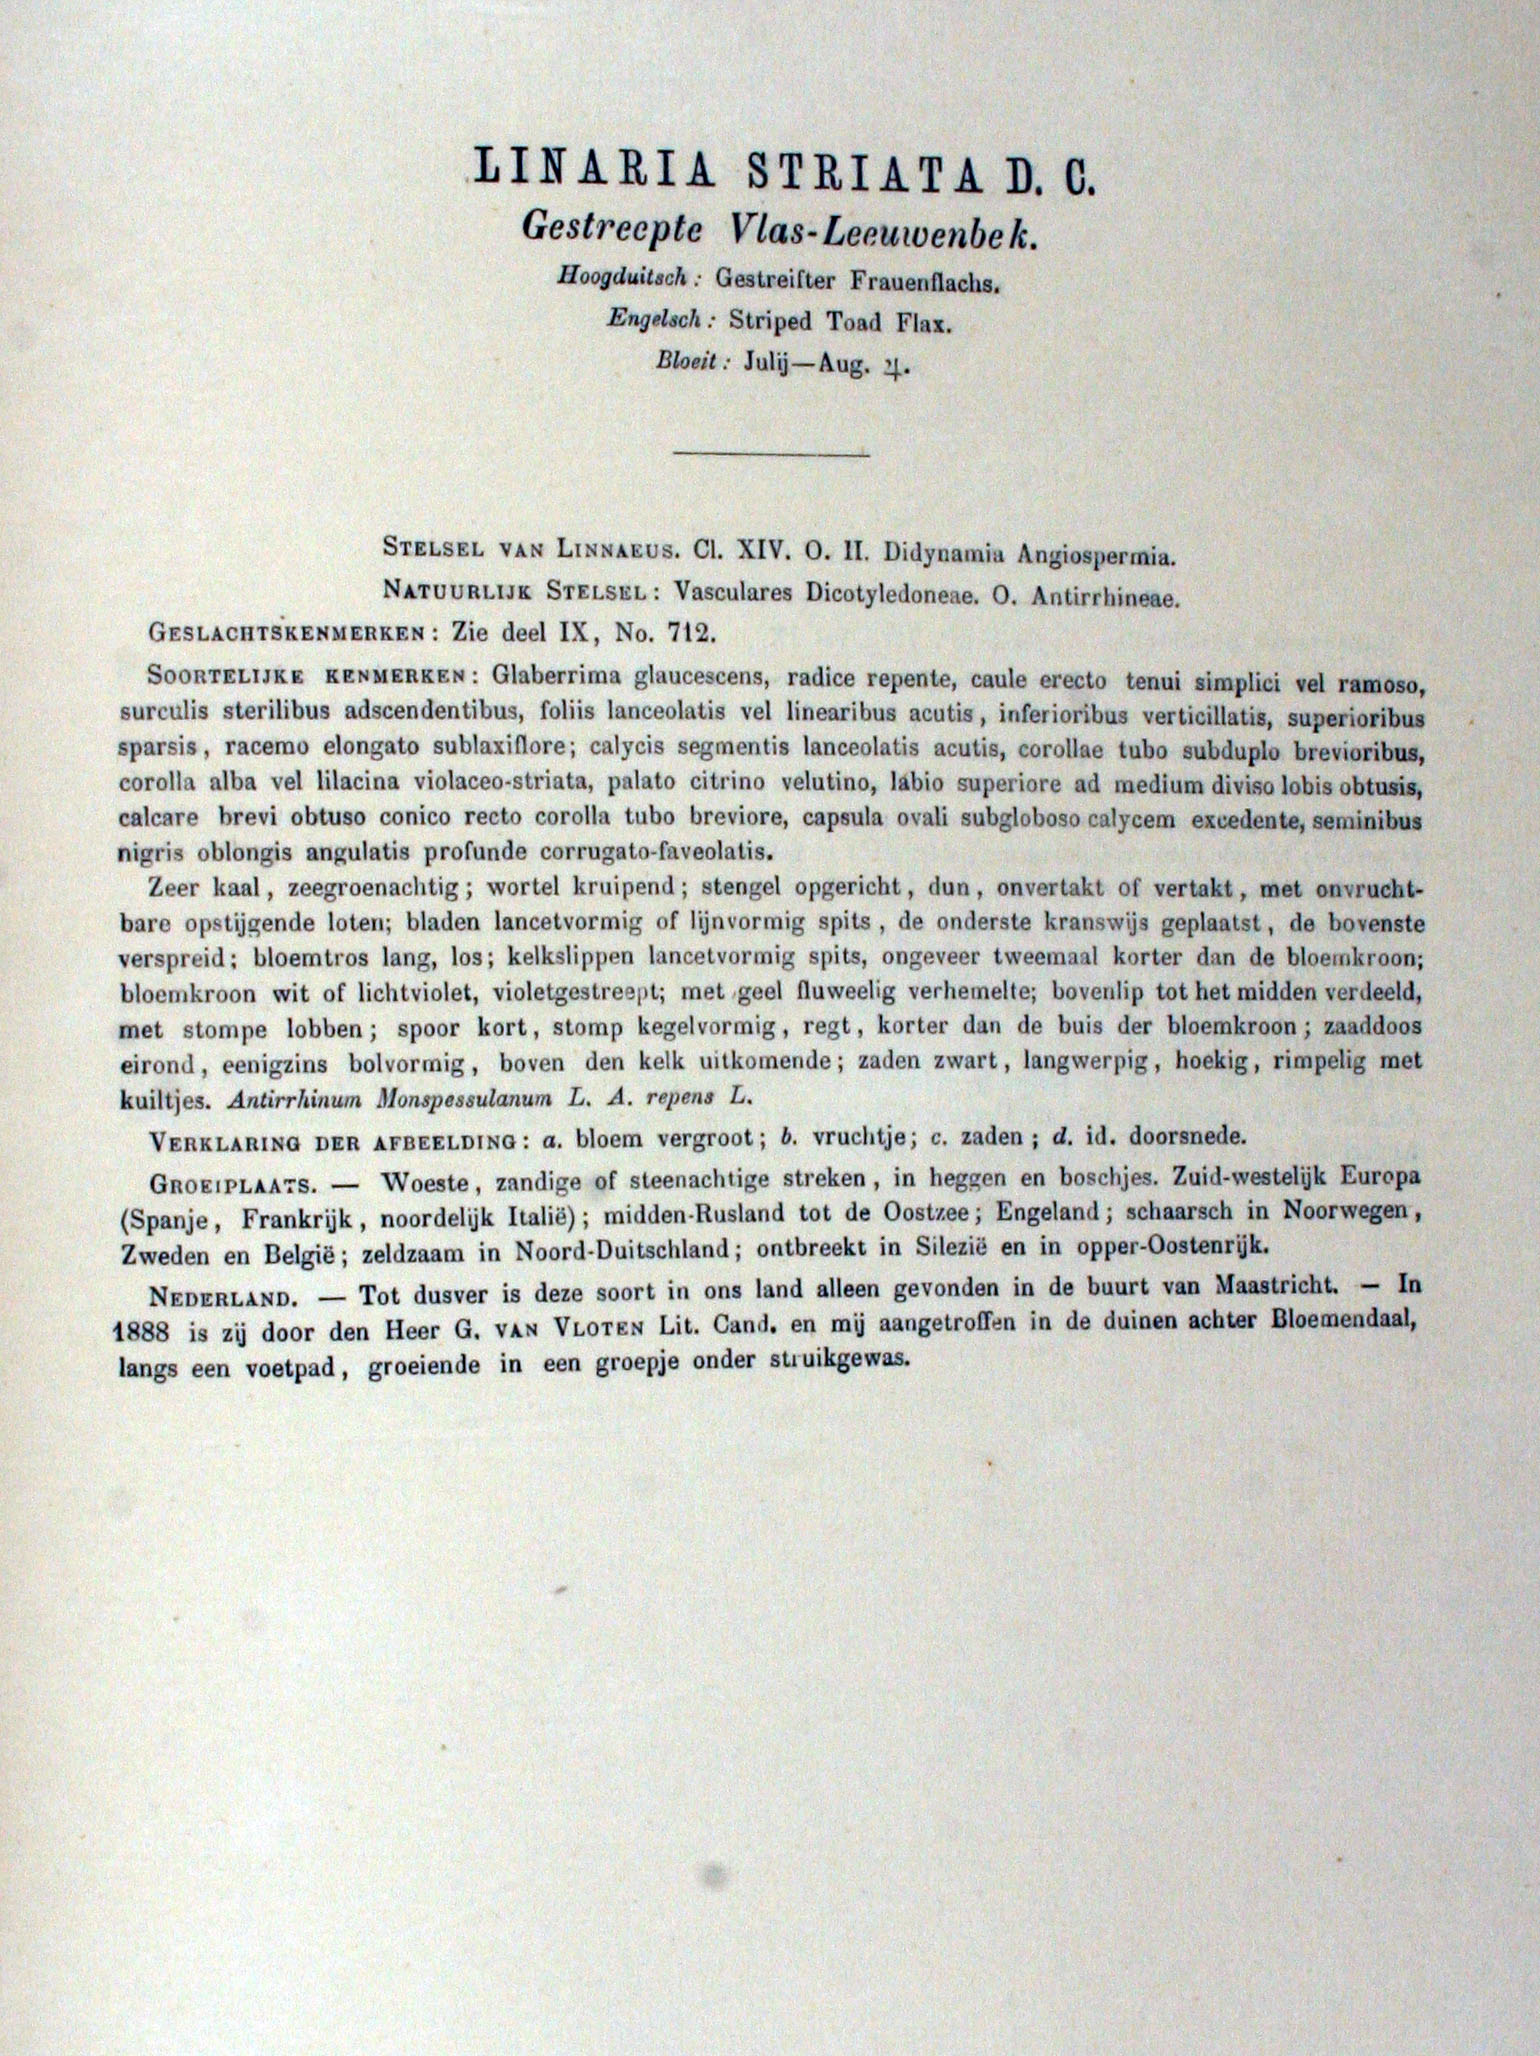 LINARIA STRIATA D. C.
Gestreepte Vlas-Leeuwenbek.
Hoogduitsch: Gestreifter Frauenflachs.
Engelsch: Striped Toad Flax.
Bloeit: Julij—Aug. ♃.
STELSEL VAN LINNAEUS. Cl. XIV. O. II. Didynamia Angiospermia.
NATUURLIJK STELSEL: Vasculares Dicotyledoneae. O. Antirrhineae.
GESLACHTSKENMERKEN: Zie deel IX, No. 712.
SOORTELIJKE KENMERKEN: Glaberrima glaucescens, radice repente, caule erecto tenui simplici vel ramoso,
surculis sterilibus adscendentibus, foliis lanceolatis vel linearibus acutis, inferioribus verticillatis, superioribus
sparsis, racemo elongato sublaxiflore; calycis segmentis lanceolatis acutis, corollae tubo subduplo brevioribus,
corolla alba vel lilacina violaceo-striata, palato citrino velutino, labio superiore ad medium diviso lobis obtusis,
calcare brevi obtuso conico recto corolla tubo breviore, capsula ovali subgloboso calycem excedente, seminibus
nigris oblongis angulatis profunde corrugato-faveolatis.
Zeer kaal, zeegroenachtig; wortel kruipend; stengel opgericht, dun, onvertakt of vertakt, met onvrucht-
bare opstijgende loten; bladen lancetvormig of lijnvormig spits, de onderste kranswijs geplaatst, de bovenste
verspreid; bloemtros lang, los; kelkslippen lancetvormig spits, ongeveer tweemaal korter dan de bloemkroon;
bloemkroon wit of lichtviolet, violetgestreept; met geel fluweelig verhemelte; bovenlip tot het midden verdeeld,
met stompe lobben; spoor kort, stomp kegelvormig, regt, korter dan de buis der bloemkroon; zaaddoos
eirond, eenigzins bolvormig, boven den kelk uitkomende; zaden zwart, langwerpig, hoekig, rimpelig met
kuiltjes. Antirrhinum Monspessulanum L. A. repens L.
VERKLARING DER AFBEELDING: a. bloem vergroot; b. vruchtje; c. zaden; d. id. doorsnede.
GROEIPLAATS. — Woeste, zandige of steenachtige streken, in heggen en boschjes. Zuid-westelijk Europa
(Spanje, Frankrijk, noordelijk Italië); midden-Rusland tot de Oostzee; Engeland; schaarsch in Noorwegen,
Zweden en België; zeldzaam in Noord-Duitschland; ontbreekt in Silezië en in opper-Oostenrijk.
NEDERLAND. — Tot dusver is deze soort in ons land alleen gevonden in de buurt van Maastricht. — In
1888 is zij door den Heer G. VAN VLOTEN Lit. Cand. en mij aangetroffen in de duinen achter Bloemendaal,
langs een voetpad, groeiende in een groepje onder struikgewas.